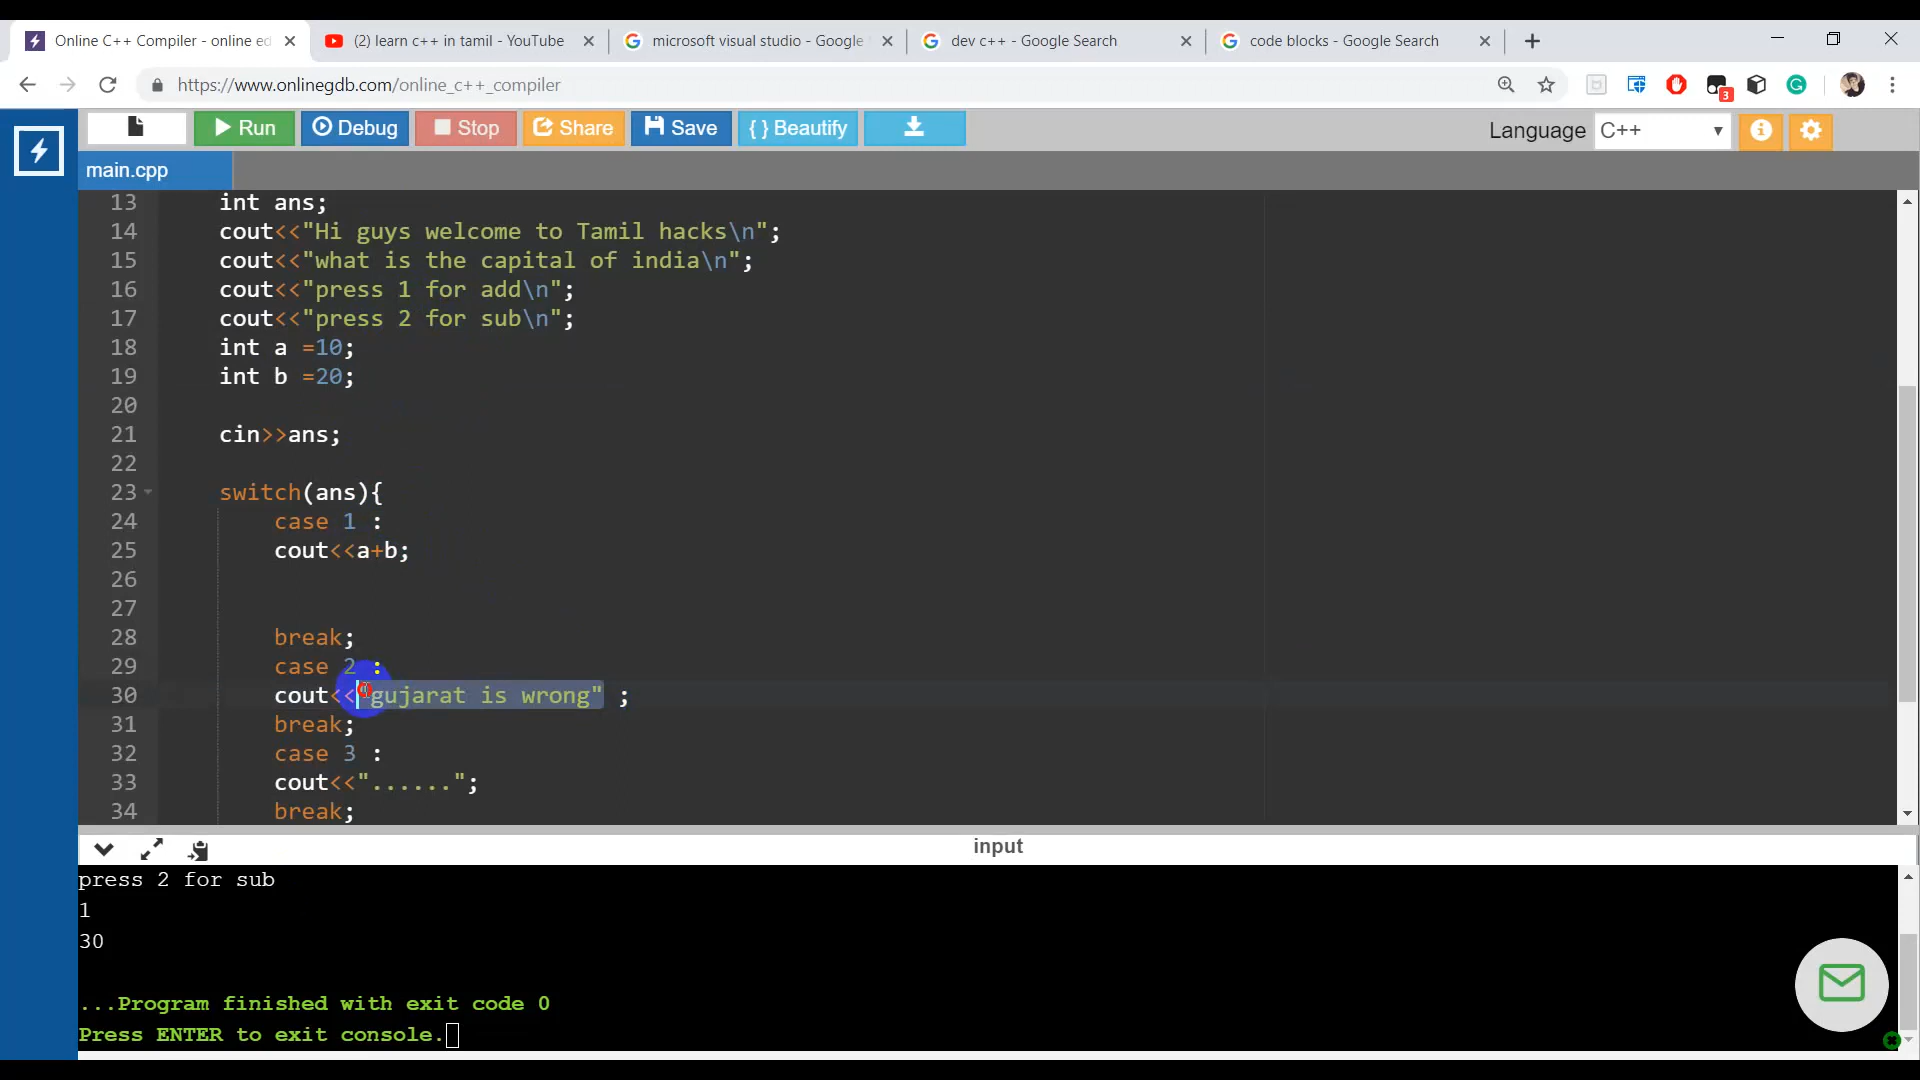 Online C++ Compiler - online ed
(2) learn c++ in tamil - YouTube
microsoft visual studio - Google
dev c++ - Google Search
code blocks - Google Search
https://www.onlinegdb.com/online_c++_compiler
3
Run
Debug
Stop
Share
Save
{ } Beautify
Language
C++
main.cpp
13 int ans;
14 cout<<"Hi guys welcome to Tamil hacks\n";
15 cout<<"what is the capital of india\n";
16 cout<<"press 1 for add\n";
17 cout<<"press 2 for sub\n";
18 int a =10;
19 int b =20;
20
21 cin>>ans;
22
23 switch(ans){
24 case 1 :
25 cout<<a+b;
26
27
28 break;
29 case 2 :
30 cout<<"gujarat is wrong" ;
31 break;
32 case 3 :
33 cout<<"......";
34 break;
input
press 2 for sub
1
30
...Program finished with exit code 0
Press ENTER to exit console.